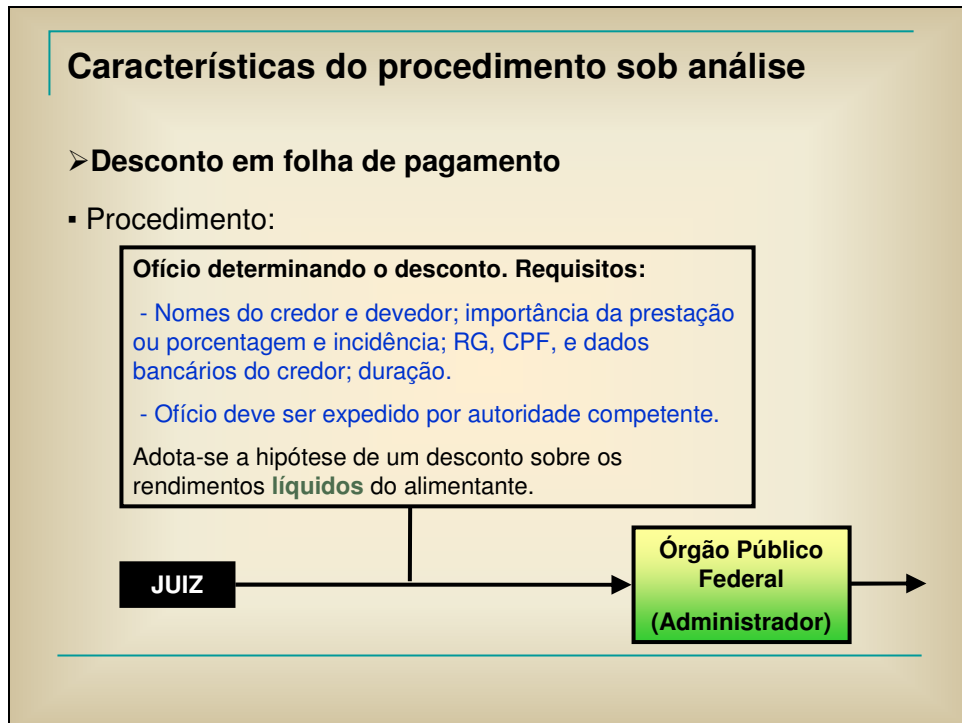 Características do procedimento sob análise
➢Desconto em folha de pagamento
▪ Procedimento:
Ofício determinando o desconto. Requisitos:
- Nomes do credor e devedor; importância da prestação
ou porcentagem e incidência; RG, CPF, e dados
bancários do credor; duração.
- Ofício deve ser expedido por autoridade competente.
Adota-se a hipótese de um desconto sobre os
rendimentos líquidos do alimentante.
JUIZ
Órgão Público
Federal
(Administrador)